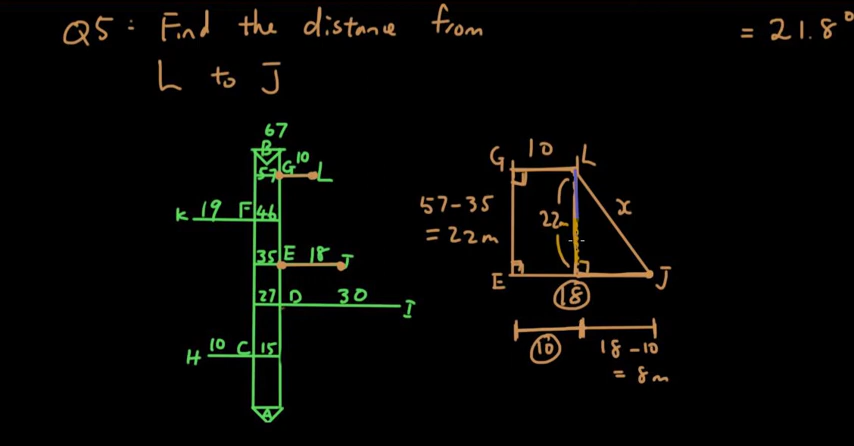 Q5: Find the distance from
L to J
= 21.8°
67
B
57 G 10 L
K 19 F 46
35 E 18 J
27 D 30 I
H 10 C 15
A
G 10 L
57-35
= 22m
22m
x
E 18 J
10 18-10
= 8m